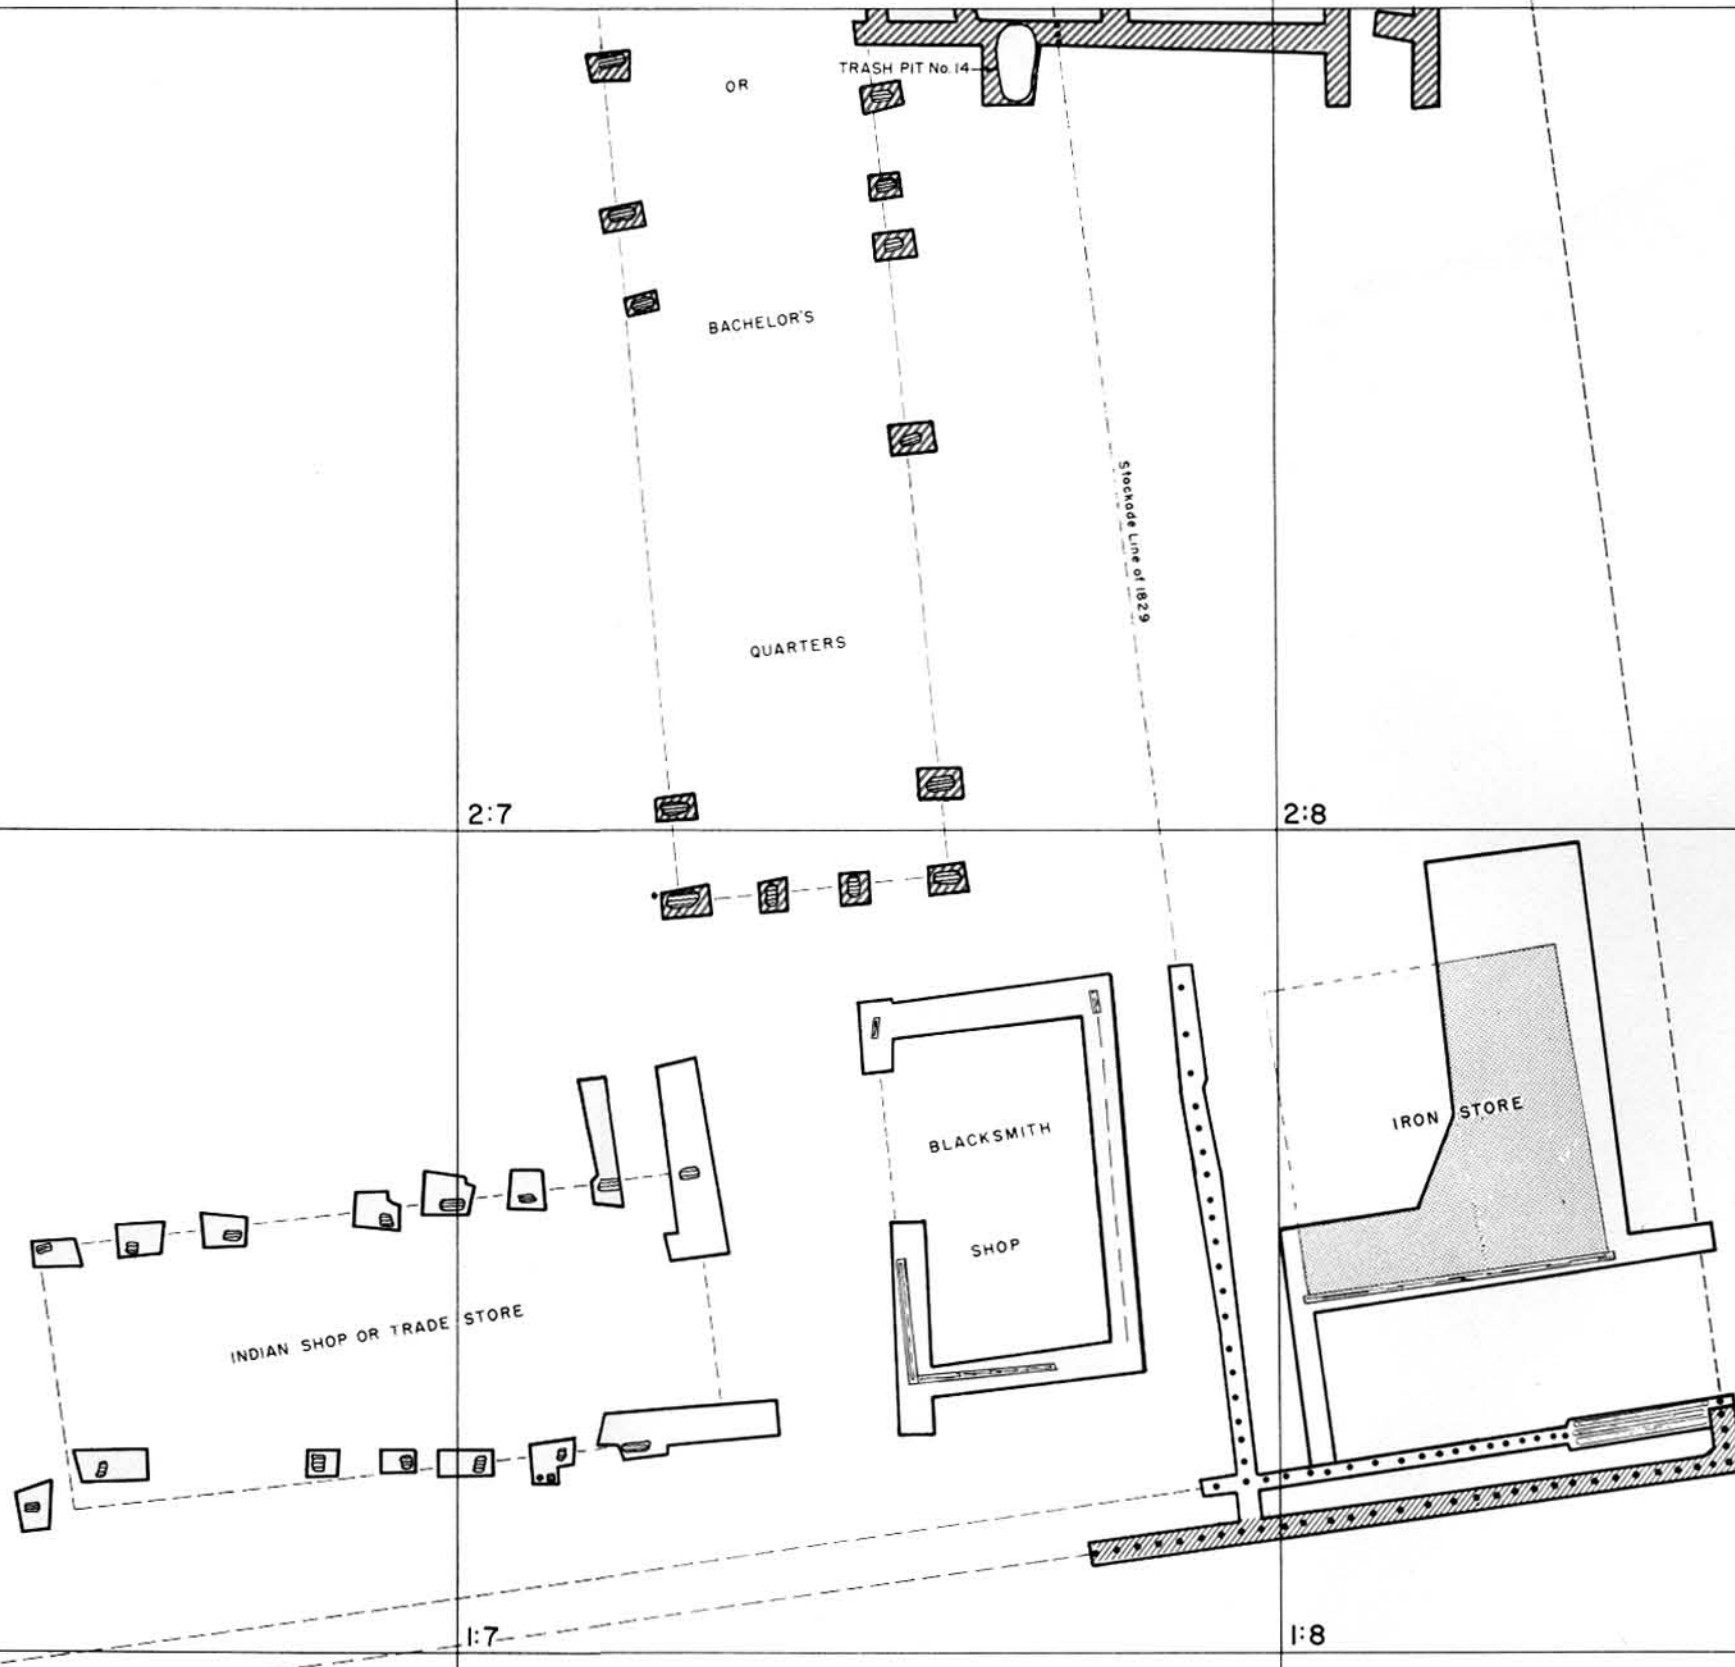 TRASH PIT No. 14
OR
BACHELOR'S
Stockade Line of 1829
QUARTERS
2:7
2:8
IRON STORE
BLACKSMITH
SHOP
INDIAN SHOP OR TRADE STORE
1:7
1:8